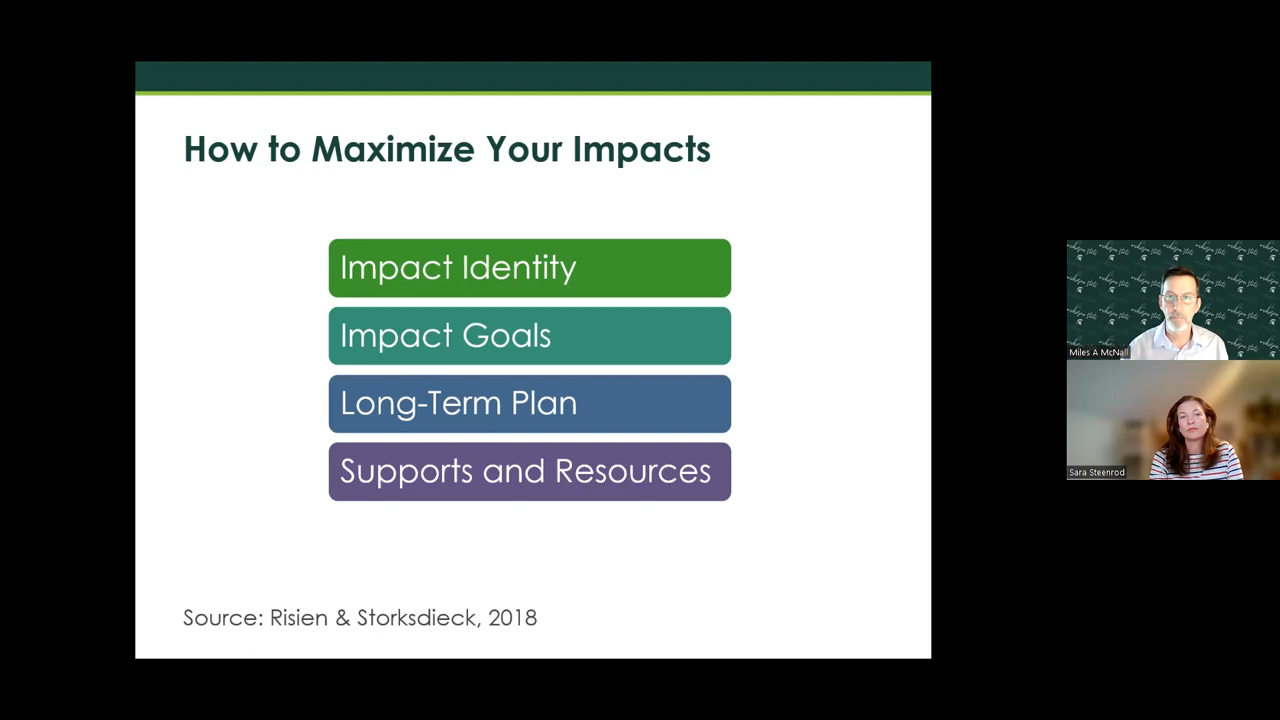 How to Maximize Your Impacts
Impact Identity
Impact Goals
Long-Term Plan
Supports and Resources
Source: Risien & Storksdieck, 2018
Miles A McNall
Sara Steenrod